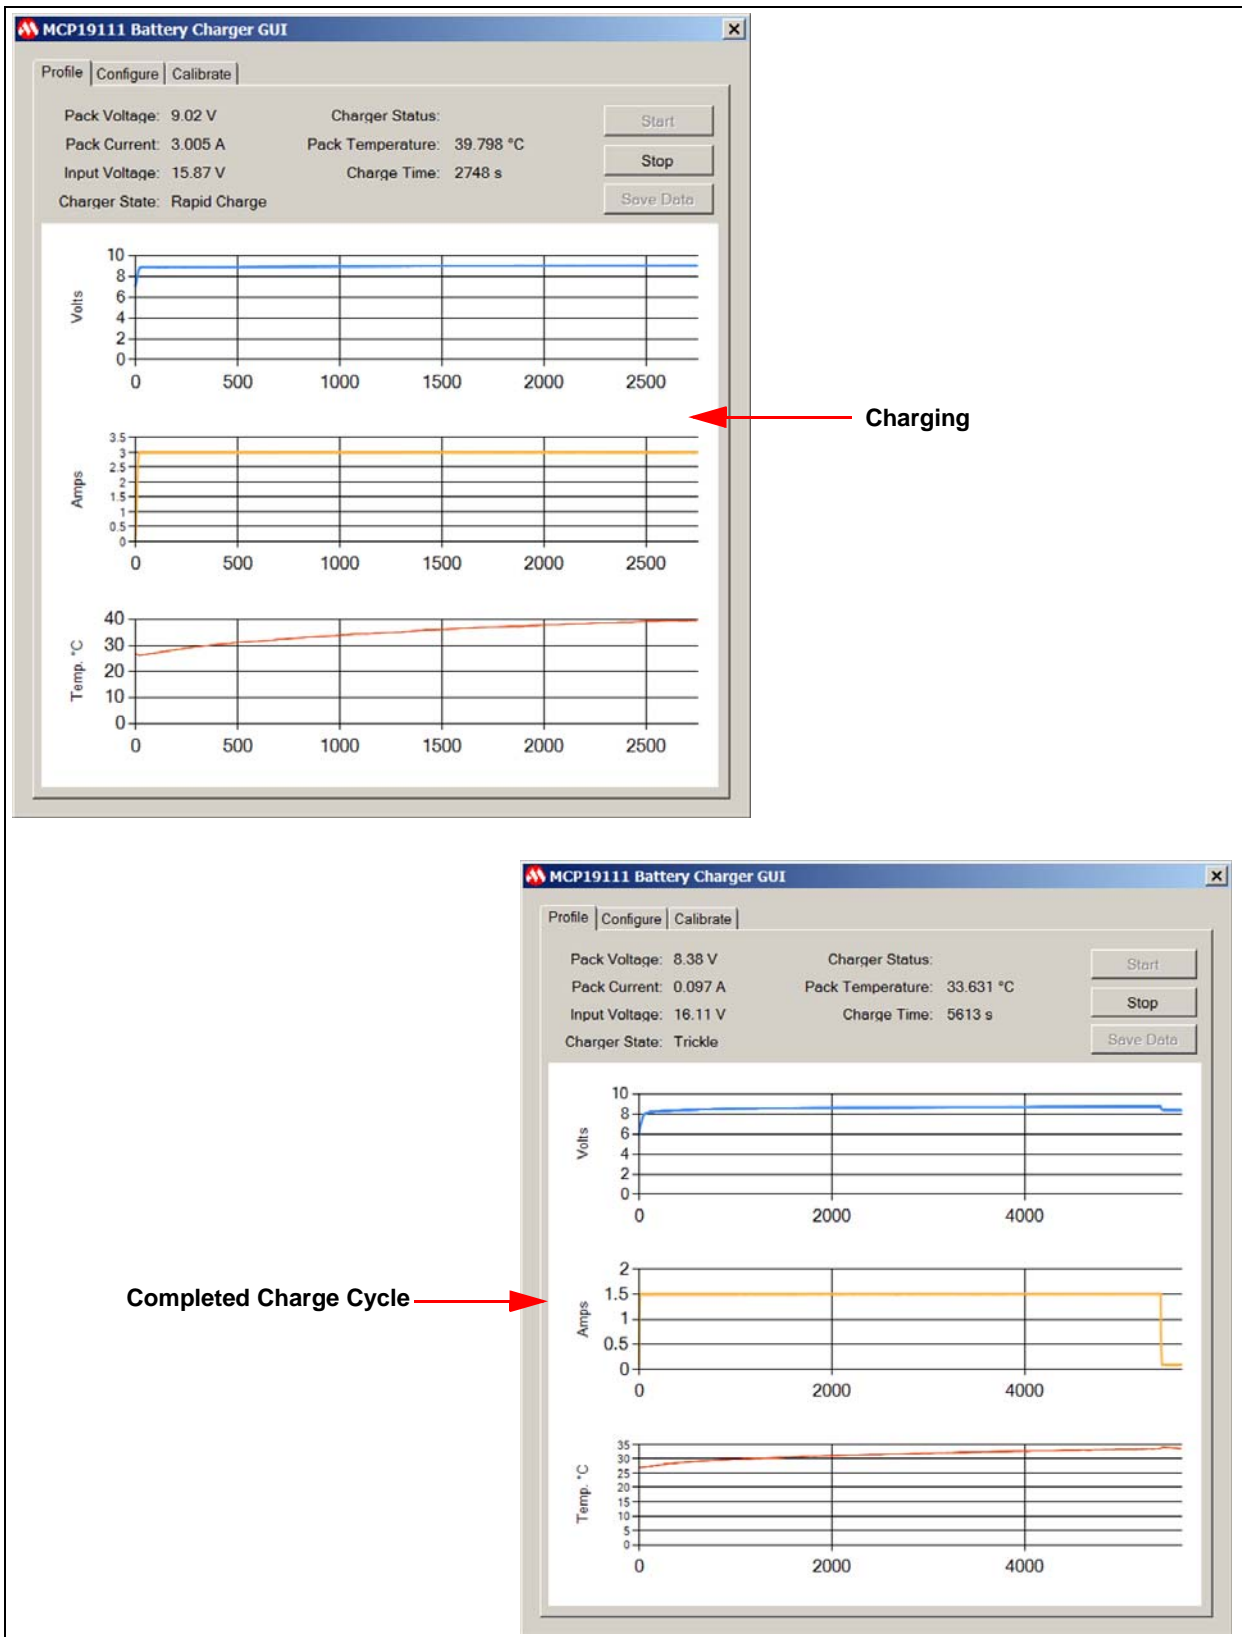 MCP19111 Battery Charger GUI
Profile Configure Calibrate
Pack Voltage: 9.02 V Charger Status:
Start
Pack Current: 3.005 A Pack Temperature: 39.798 °C
Stop
Input Voltage: 15.87 V Charge Time: 2748 s
Charger State: Rapid Charge
Save Data
Volts
10
8
6
4
2
0
0 500 1000 1500 2000 2500
Charging
Amps
3.5
3
2.5
2
1.5
1
0.5
0
0 500 1000 1500 2000 2500
Temp. °C
40
30
20
10
0
0 500 1000 1500 2000 2500
MCP19111 Battery Charger GUI
Profile Configure Calibrate
Pack Voltage: 8.38 V Charger Status:
Start
Pack Current: 0.097 A Pack Temperature: 33.631 °C
Stop
Input Voltage: 16.11 V Charge Time: 5613 s
Charger State: Trickle
Save Data
Volts
10
8
6
4
2
0
0 2000 4000
Completed Charge Cycle
Amps
2
1.5
1
0.5
0
0 2000 4000
Temp. °C
35
30
25
20
15
10
5
0
0 2000 4000